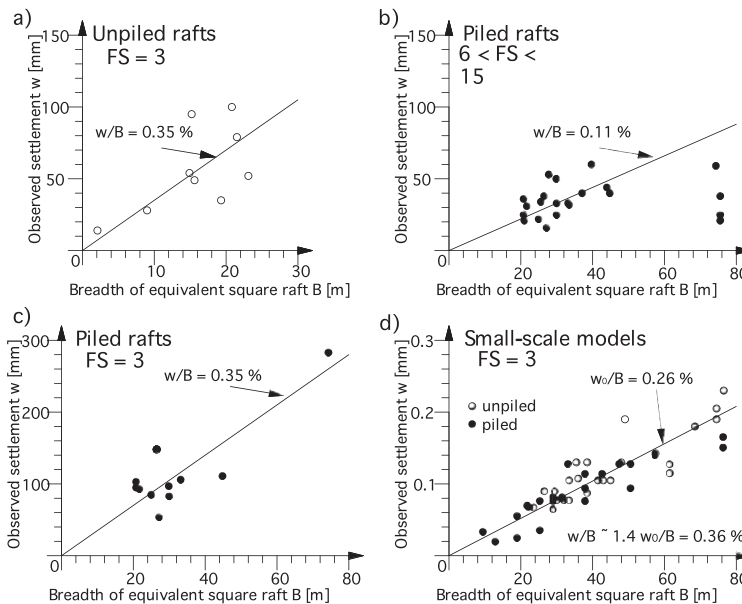 a)
Unpiled rafts
FS = 3
150
100
50
0
10
20
30
w/B = 0.35 %
Observed settlement w [mm]
Breadth of equivalent square raft B [m]
b)
Piled rafts
6 < FS <
15
150
100
50
0
20
40
60
80
w/B = 0.11 %
Observed settlement w [mm]
Breadth of equivalent square raft B [m]
c)
Piled rafts
FS = 3
300
200
100
0
20
40
60
80
w/B = 0.35 %
Observed settlement w [mm]
Breadth of equivalent square raft B [m]
d)
Small-scale models
FS = 3
0.3
0.2
0.1
0
20
40
60
80
w₀/B = 0.26 %
unpiled
piled
w/B ~ 1.4 w₀/B = 0.36 %
Observed settlement w [mm]
Breadth of equivalent square raft B [m]